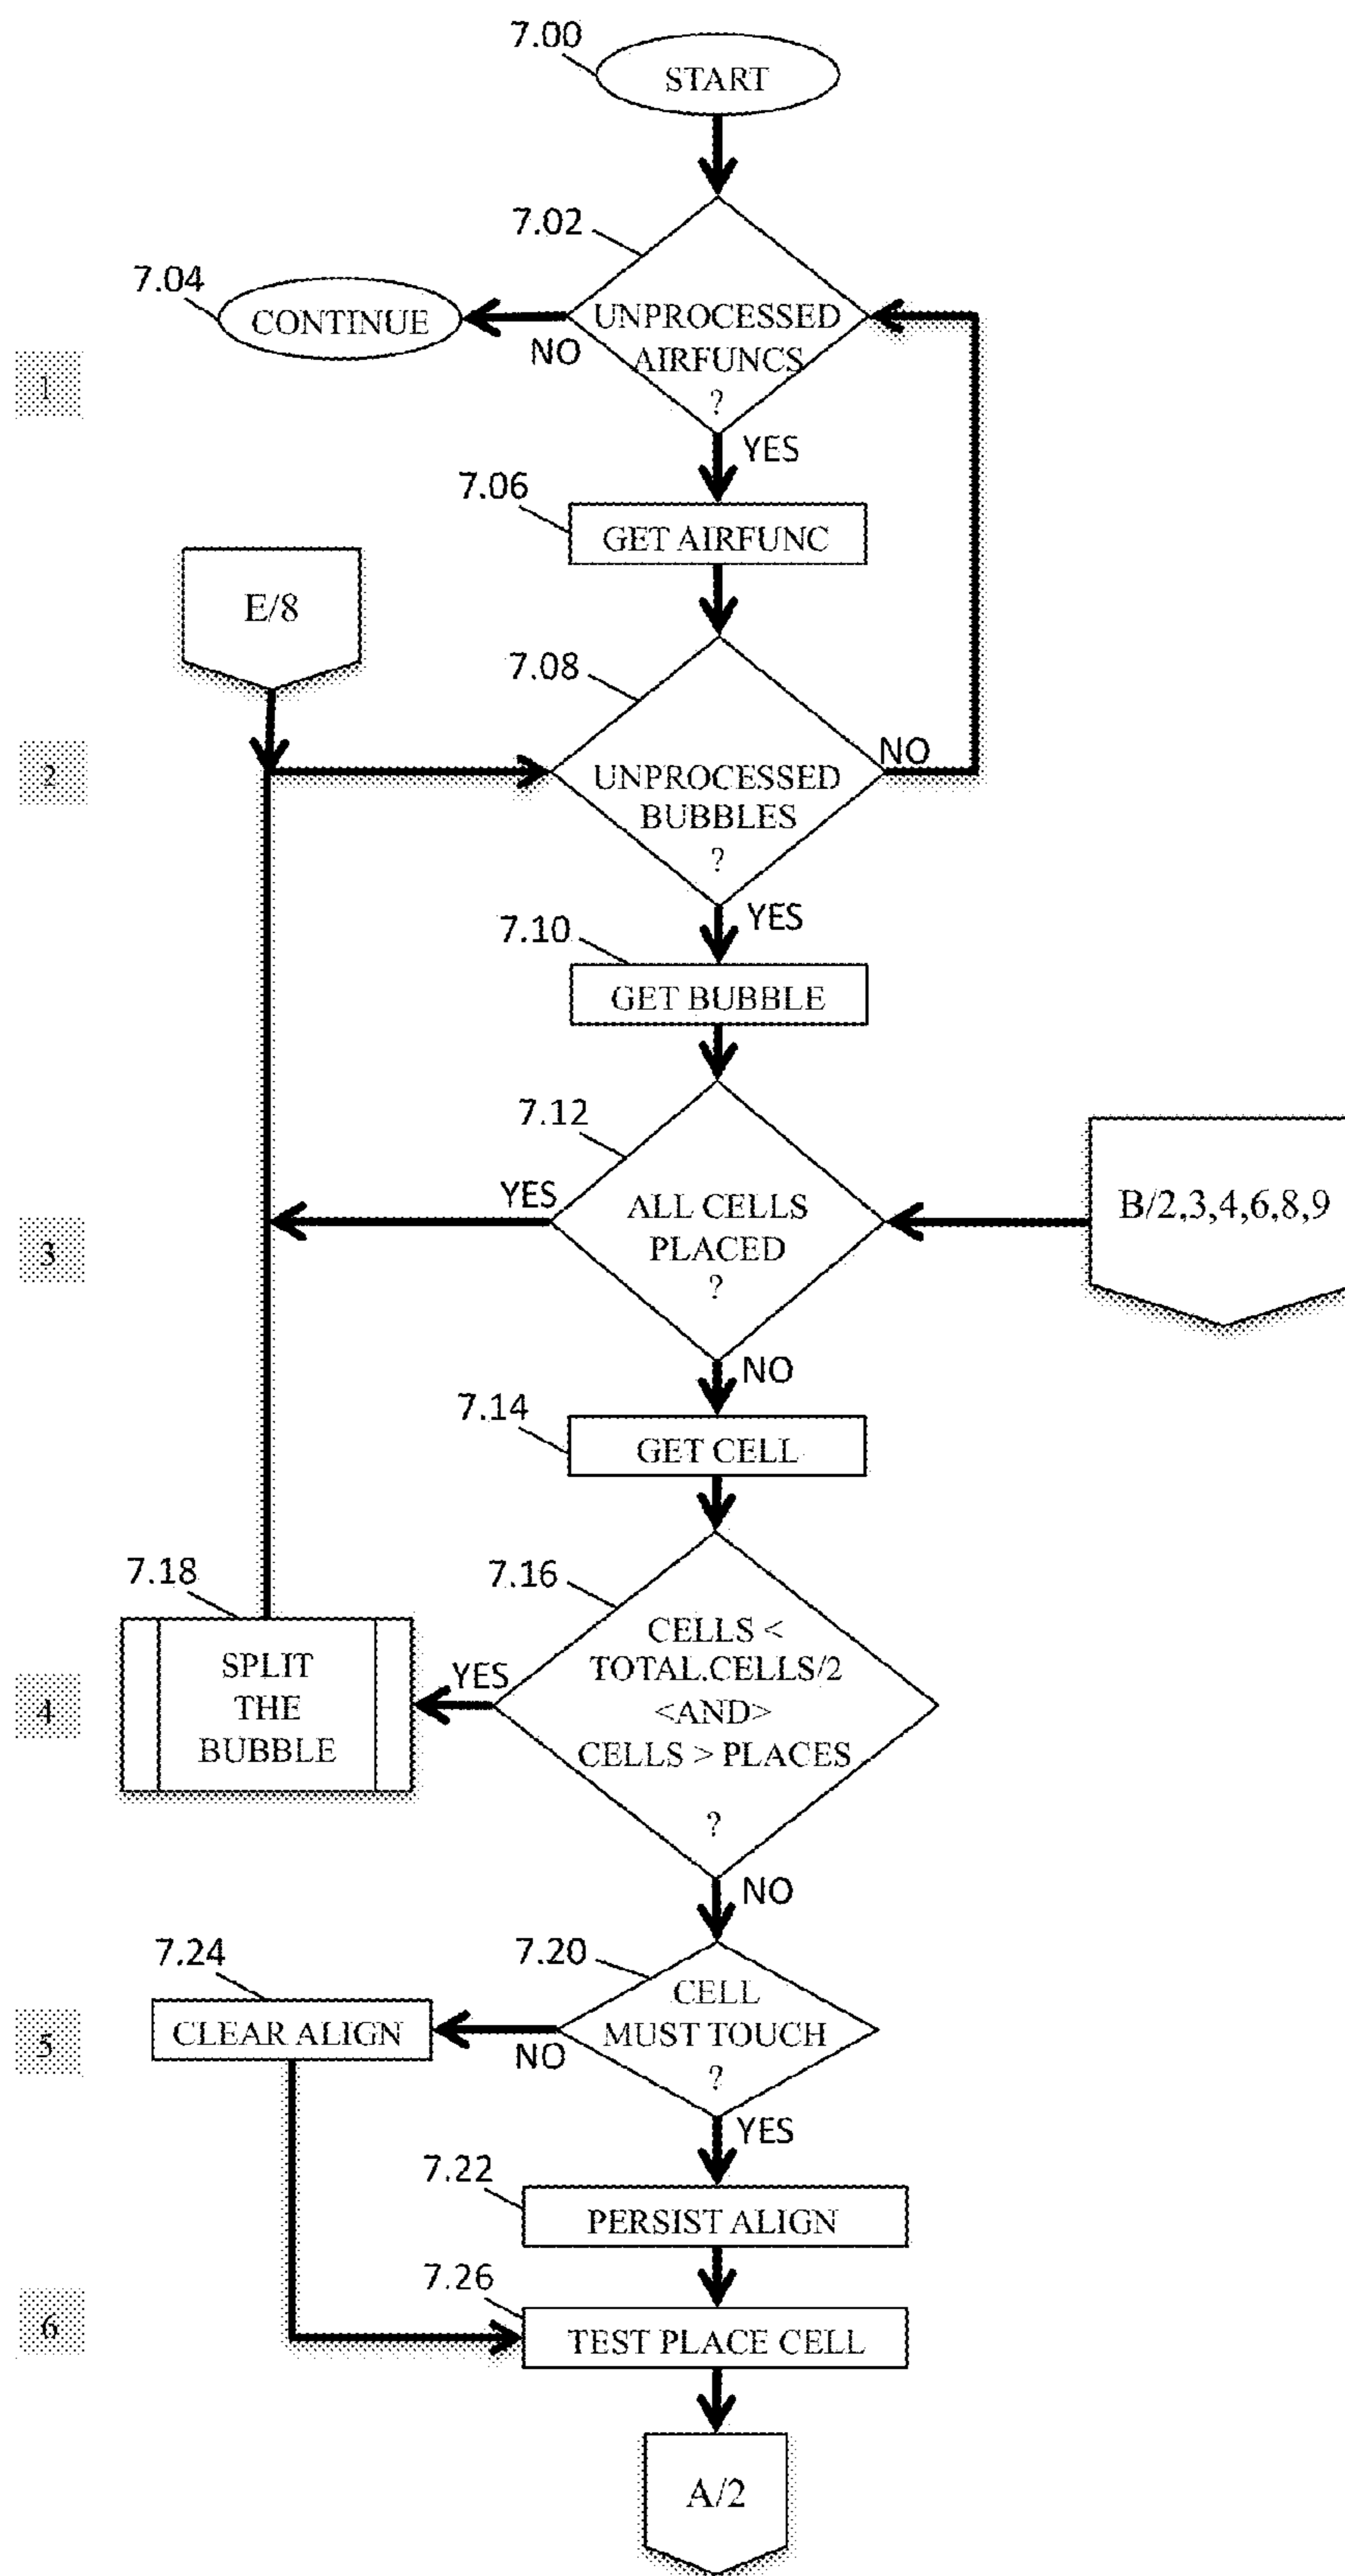 7.00
START
7.02
7.04
CONTINUE
UNPROCESSED
AIRFUNCS
?
NO
1
YES
7.06
GET AIRFUNC
E/8
7.08
NO
2
UNPROCESSED
BUBBLES
?
YES
7.10
GET BUBBLE
7.12
YES
ALL CELLS
PLACED
?
B/2,3,4,6,8,9
3
NO
7.14
GET CELL
7.18
7.16
SPLIT
THE
BUBBLE
YES
CELLS <
TOTAL.CELLS/2
<AND>
CELLS > PLACES
?
4
NO
7.24
7.20
CLEAR ALIGN
NO
CELL
MUST TOUCH
?
5
YES
7.22
PERSIST ALIGN
7.26
6
TEST PLACE CELL
A/2